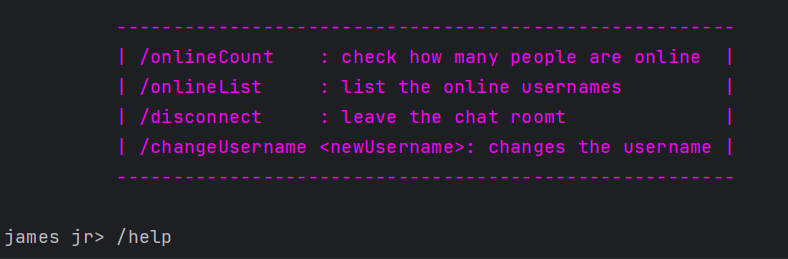 -------------------------------------------------------
| /onlineCount    : check how many people are online  |
| /onlineList     : list the online usernames         |
| /disconnect     : leave the chat roomt              |
| /changeUsername <newUsername>: changes the username |
-------------------------------------------------------
james jr> /help